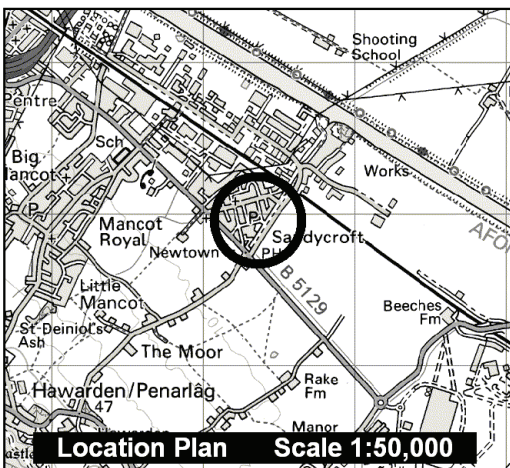 Shooting
School
Pentre
Sch
Big
Mancot
Works
P
P
Mancot
Royal
Sandycroft
Newtown
PH
B 5129
Little
Mancot
Beeches
Fm
St-Deiniol's
Ash
The Moor
Rake
Fm
Hawarden/Penarlâg
47
Manor
Hawarden
Location Plan Scale 1:50,000